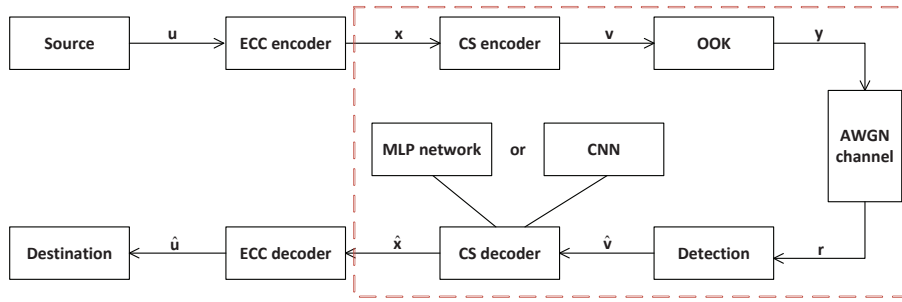 Source
u
ECC encoder
x
CS encoder
v
OOK
y
AWGN
channel
MLP network
or
CNN
Destination
û
ECC decoder
x̂
CS decoder
v̂
Detection
r